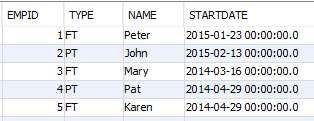 EMPID TYPE NAME STARTDATE
1 FT Peter 2015-01-23 00:00:00.0
2 FT John 2015-02-13 00:00:00.0
3 FT Mary 2014-03-16 00:00:00.0
4 FT Pat 2014-04-29 00:00:00.0
5 FT Karen 2014-04-29 00:00:00.0